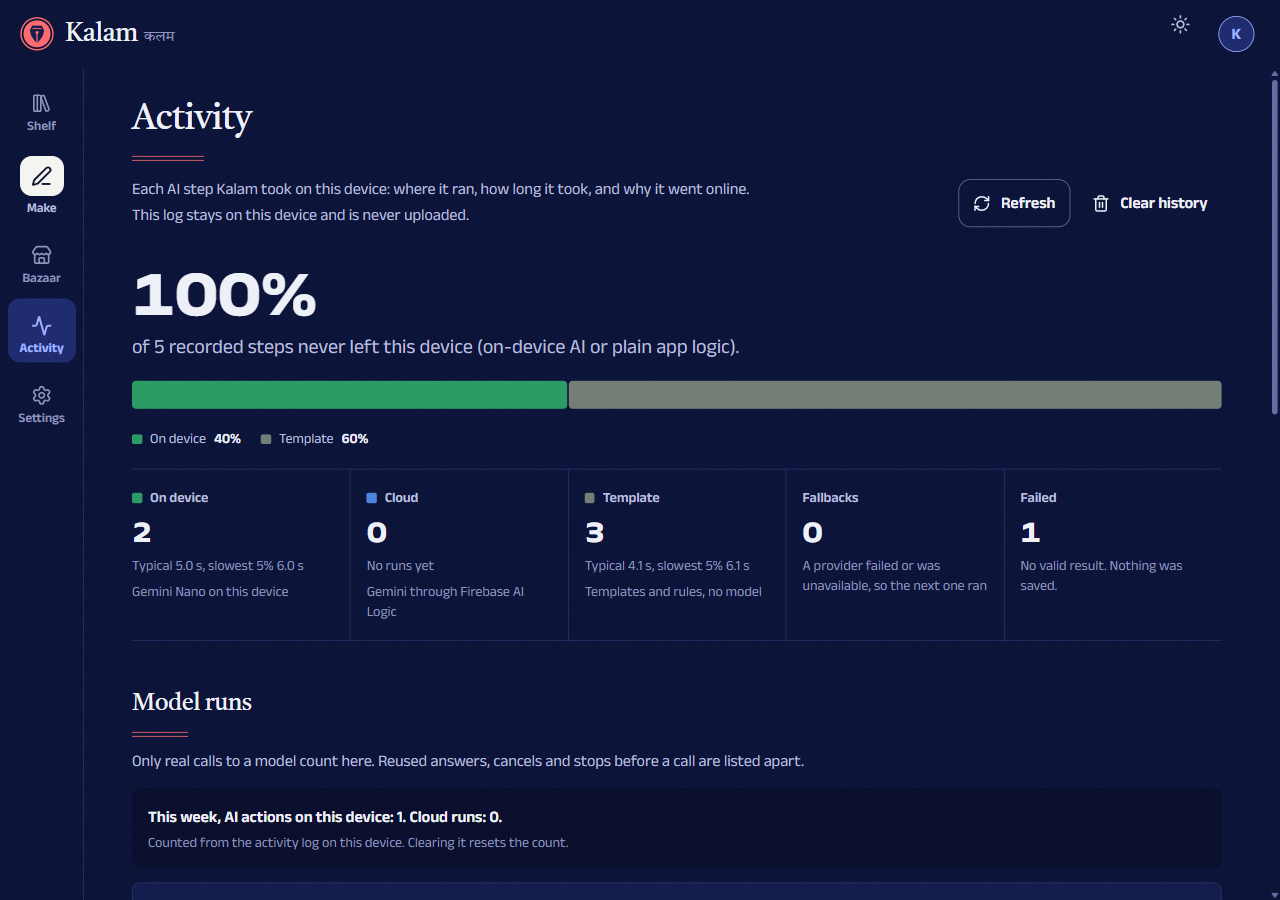 Kalam कलम
K
Shelf
Make
Bazaar
Activity
Settings
Activity
Each AI step Kalam took on this device: where it ran, how long it took, and why it went online.
This log stays on this device and is never uploaded.
Refresh
Clear history
100%
of 5 recorded steps never left this device (on-device AI or plain app logic).
On device 40% Template 60%
On device
2
Typical 5.0 s, slowest 5% 6.0 s
Gemini Nano on this device
Cloud
0
No runs yet
Gemini through Firebase AI
Logic
Template
3
Typical 4.1 s, slowest 5% 6.1 s
Templates and rules, no model
Fallbacks
0
A provider failed or was
unavailable, so the next one ran
Failed
1
No valid result. Nothing was
saved.
Model runs
Only real calls to a model count here. Reused answers, cancels and stops before a call are listed apart.
This week, AI actions on this device: 1. Cloud runs: 0.
Counted from the activity log on this device. Clearing it resets the count.